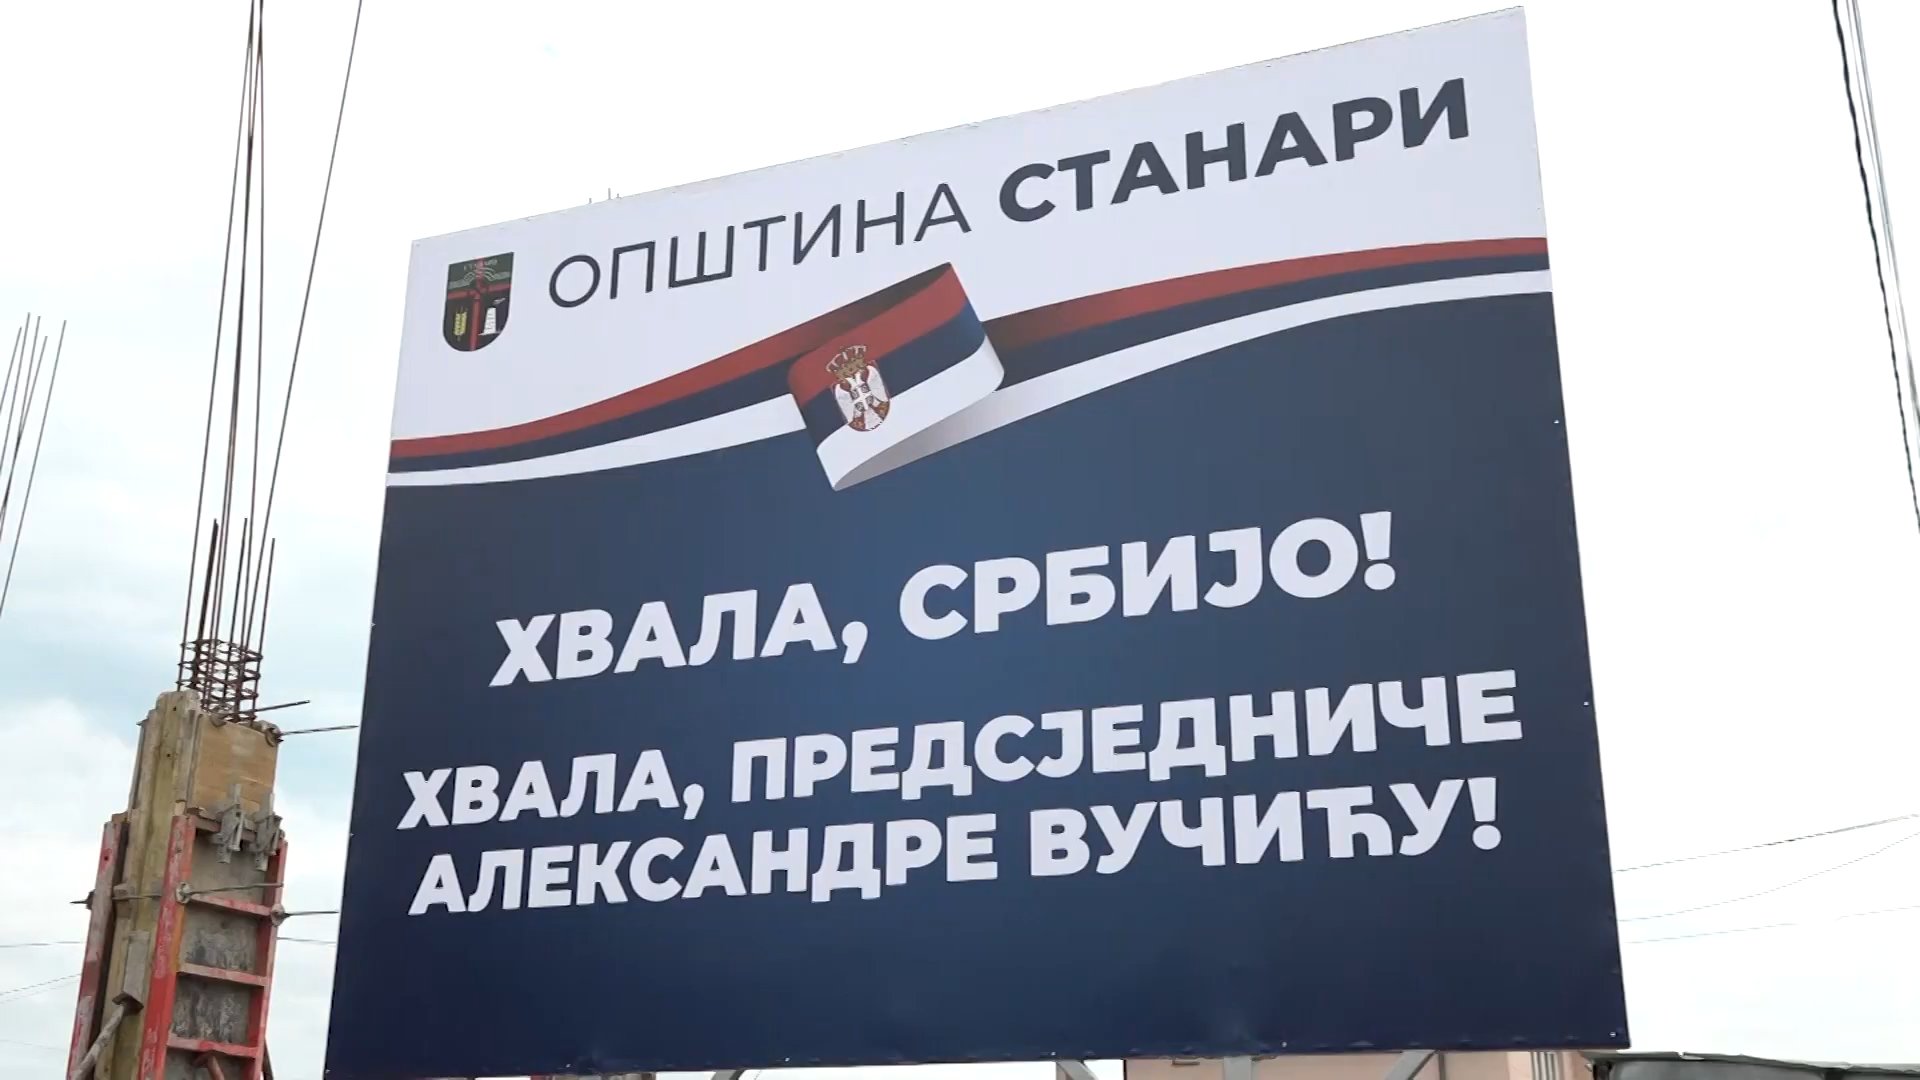 ОПШТИНА СТАНАРИ
ХВАЛА, СРБИЈО!
ХВАЛА, ПРЕДСЈЕДНИЧЕ
АЛЕКСАНДРЕ ВУЧИЋУ!